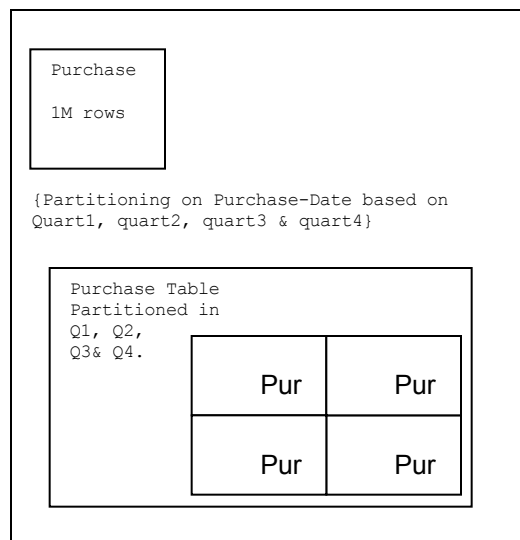 Purchase
1M rows
{Partitioning on Purchase-Date based on
Quart1, quart2, quart3 & quart4}
Purchase Table
Partitioned in
Q1, Q2,
Q3& Q4.
Pur Pur
Pur Pur